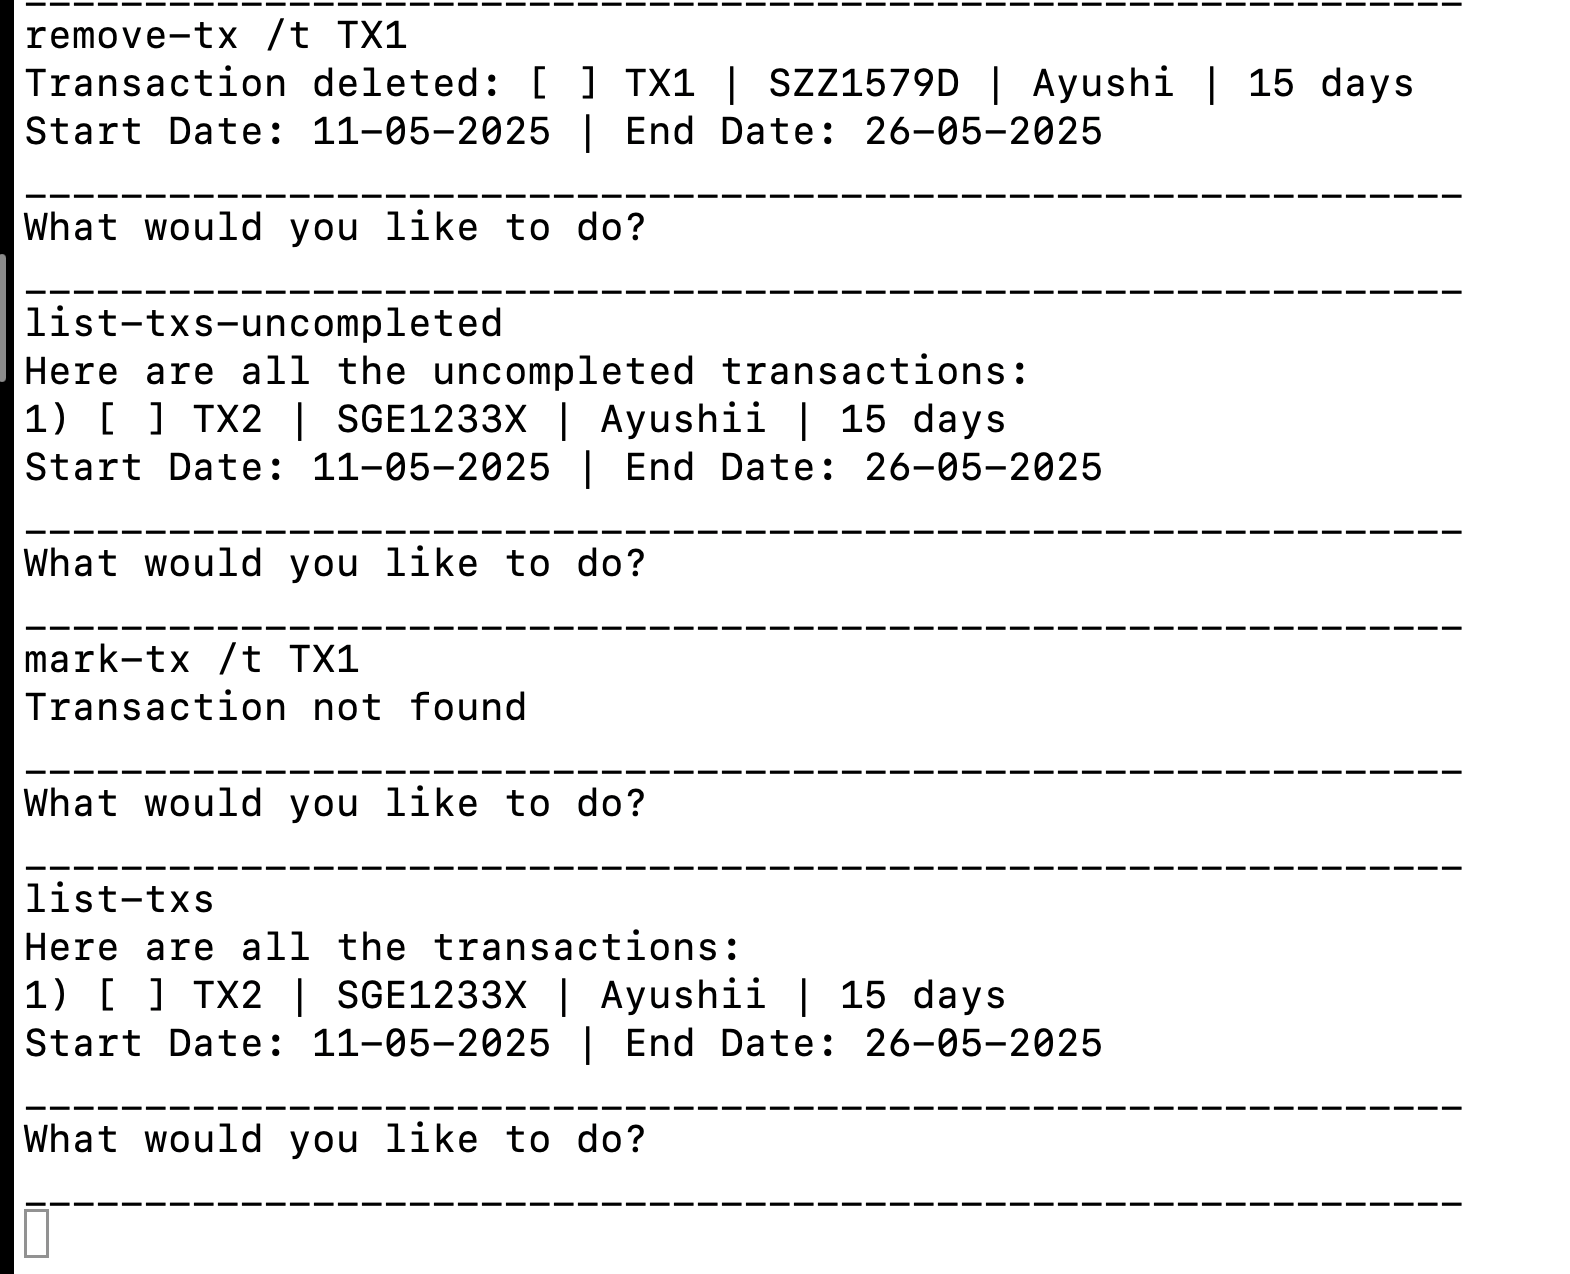 ____________________________________________________________
remove-tx /t TX1
Transaction deleted: [ ] TX1 | SZZ1579D | Ayushi | 15 days
Start Date: 11-05-2025 | End Date: 26-05-2025
____________________________________________________________
What would you like to do?
____________________________________________________________
list-txs-uncompleted
Here are all the uncompleted transactions:
1) [ ] TX2 | SGE1233X | Ayushii | 15 days
Start Date: 11-05-2025 | End Date: 26-05-2025
____________________________________________________________
What would you like to do?
____________________________________________________________
mark-tx /t TX1
Transaction not found
____________________________________________________________
What would you like to do?
____________________________________________________________
list-txs
Here are all the transactions:
1) [ ] TX2 | SGE1233X | Ayushii | 15 days
Start Date: 11-05-2025 | End Date: 26-05-2025
____________________________________________________________
What would you like to do?
____________________________________________________________